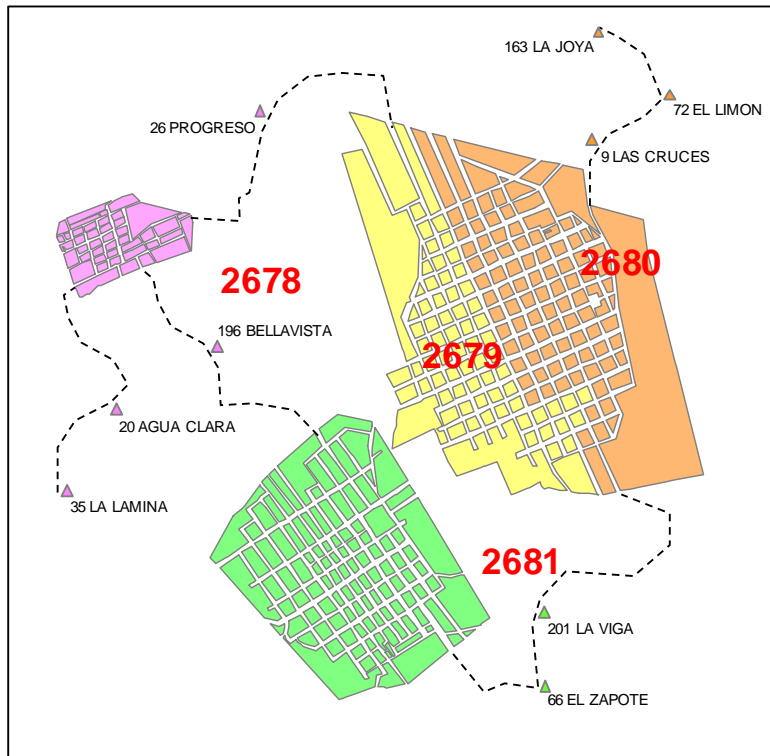 163 LA JOYA
72 EL LIMON
26 PROGRESO
9 LAS CRUCES
2680
2678
196 BELLAVISTA
2679
20 AGUA CLARA
35 LA LAMINA
2681
201 LA VIGA
66 EL ZAPOTE